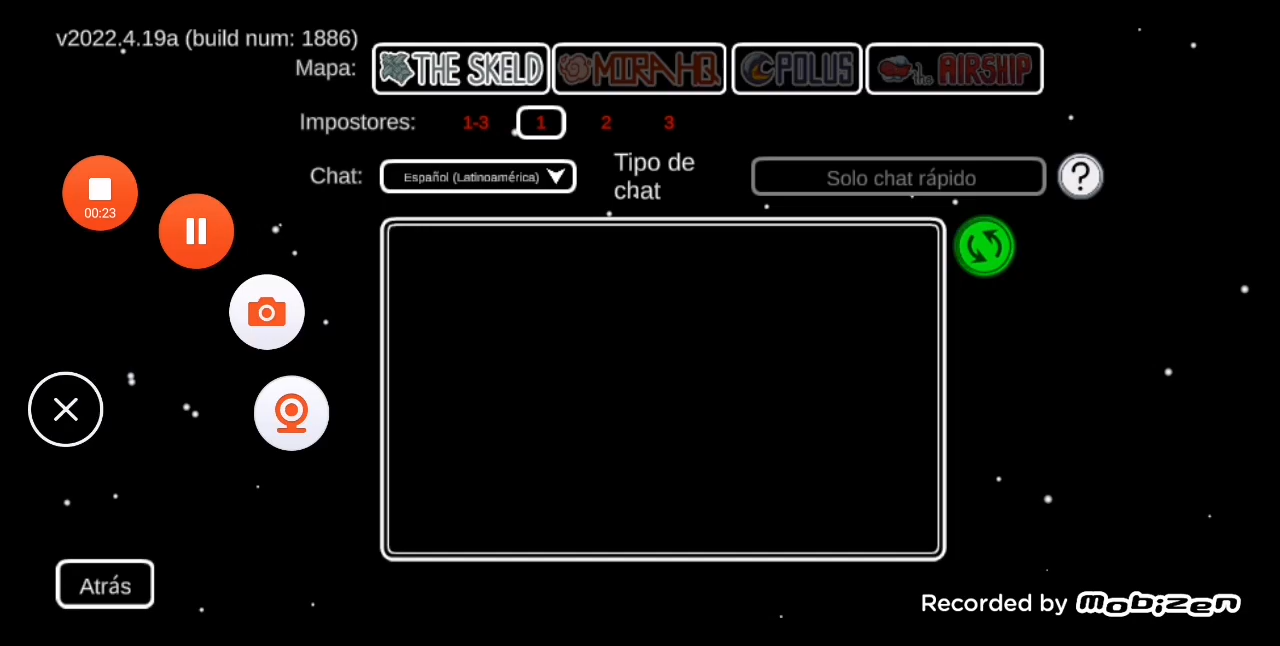 v2022.4.19a (build num: 1886)
Mapa: THE SKELD MIRA HQ POLUS the AIRSHIP
Impostores: 1-3 1 2 3
Chat: Español (Latinoamérica) Tipo de chat Solo chat rápido ?
00:23
Atrás
Recorded by mobizen